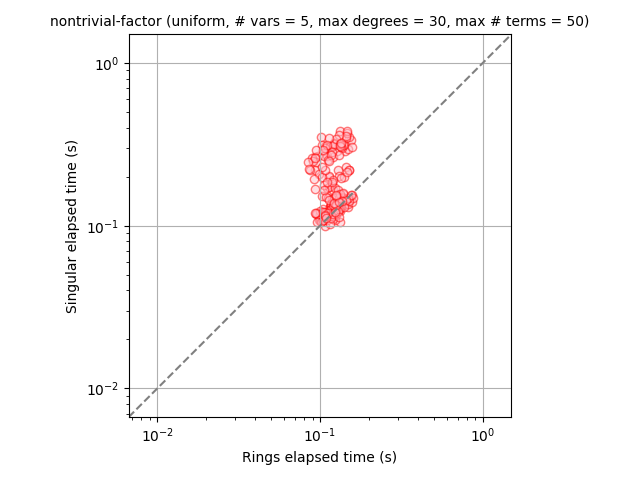 nontrivial-factor (uniform, # vars = 5, max degrees = 30, max # terms = 50)
Singular elapsed time (s)
10⁰
10⁻¹
10⁻²
10⁻²
10⁻¹
10⁰
Rings elapsed time (s)